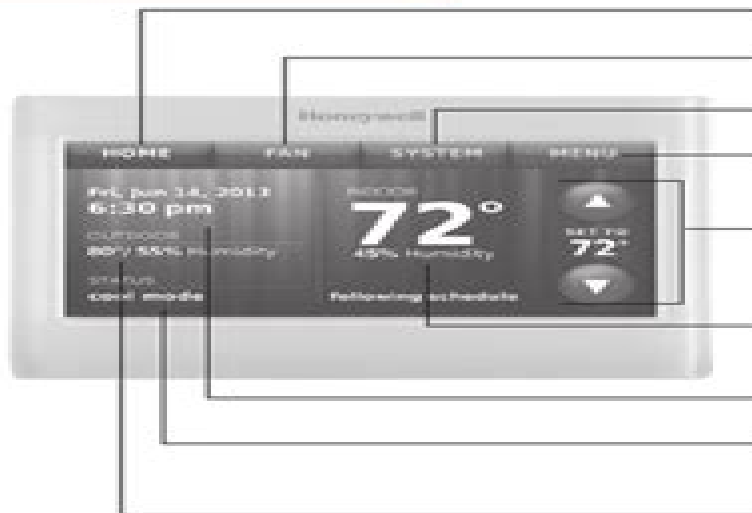 Honeywell
HOME FAN SYSTEM MENU
Fri, Jun 14, 2013
6:30 pm
INDOOR
72°
45% Humidity
OUTDOOR
80°/ 55% Humidity
STATUS
cool mode
following schedule
SET TO
72°